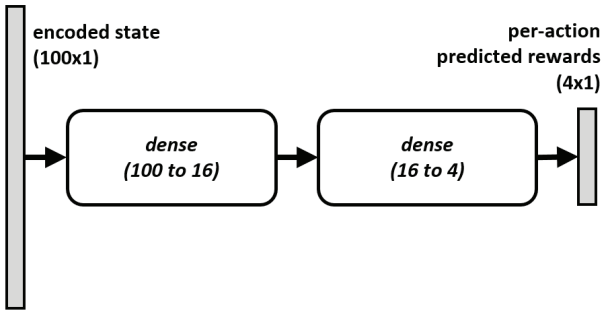 encoded state
(100x1)
per-action
predicted rewards
(4x1)
dense
(100 to 16)
dense
(16 to 4)